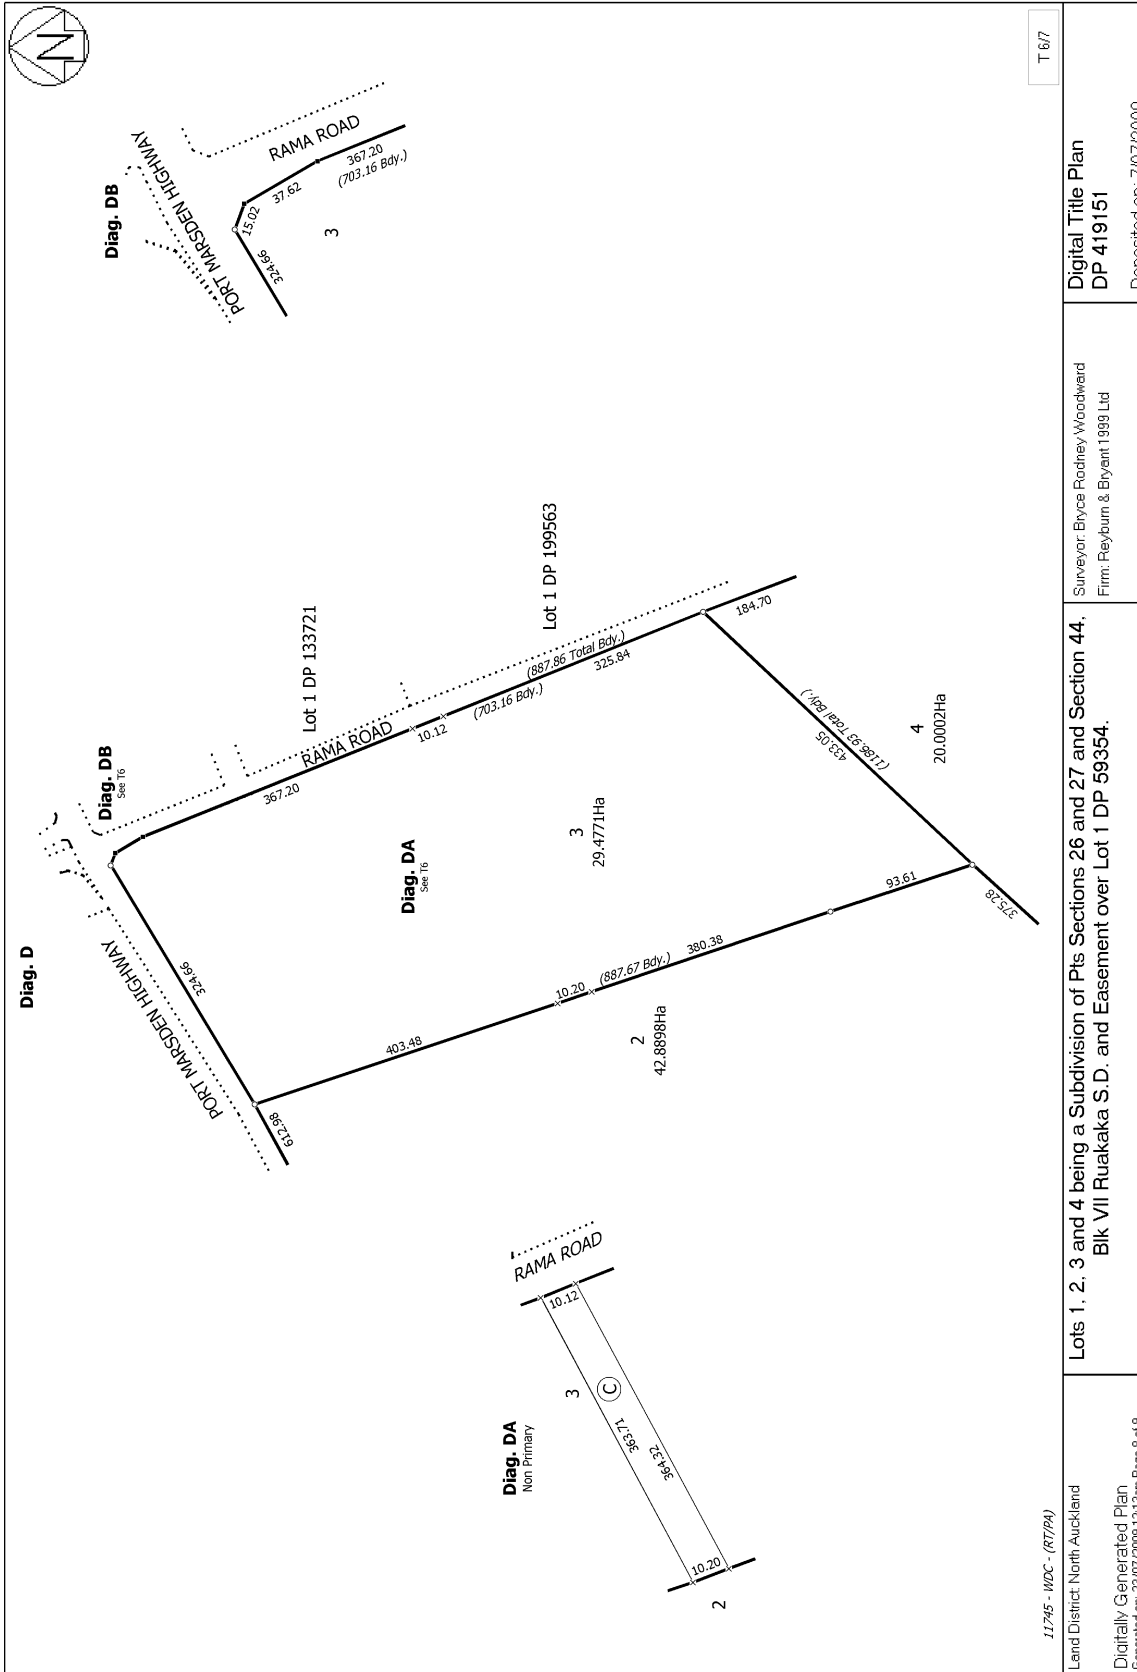 N
T 6/7
Diag. D
Diag. DB
See T6
PORT MARSDEN HIGHWAY
324.66
612.98
RAMA ROAD
367.20
10.12
Lot 1 DP 133721
Lot 1 DP 199563
(887.86 Total Bdy.)
(703.16 Bdy.)
325.84
184.70
Diag. DA
See T6
3
29.4771Ha
403.48
10.20
(887.67 Bdy.)
380.38
93.61
2
42.8898Ha
(1186.93 Total Bdy.)
433.05
375.28
4
20.0002Ha
Diag. DB
PORT MARSDEN HIGHWAY
RAMA ROAD
324.66
15.02
37.62
367.20
(703.16 Bdy.)
3
Diag. DA
Non Primary
RAMA ROAD
10.12
3
C
363.71
364.32
10.20
2
11745 - WDC - (RT/PA)
Land District: North Auckland
Digitally Generated Plan
Lots 1, 2, 3 and 4 being a Subdivision of Pts Sections 26 and 27 and Section 44,
Blk VII Ruakaka S.D. and Easement over Lot 1 DP 59354.
Surveyor: Bryce Rodney Woodward
Firm: Reyburn & Bryant 1999 Ltd
Digital Title Plan
DP 419151
Deposited on: